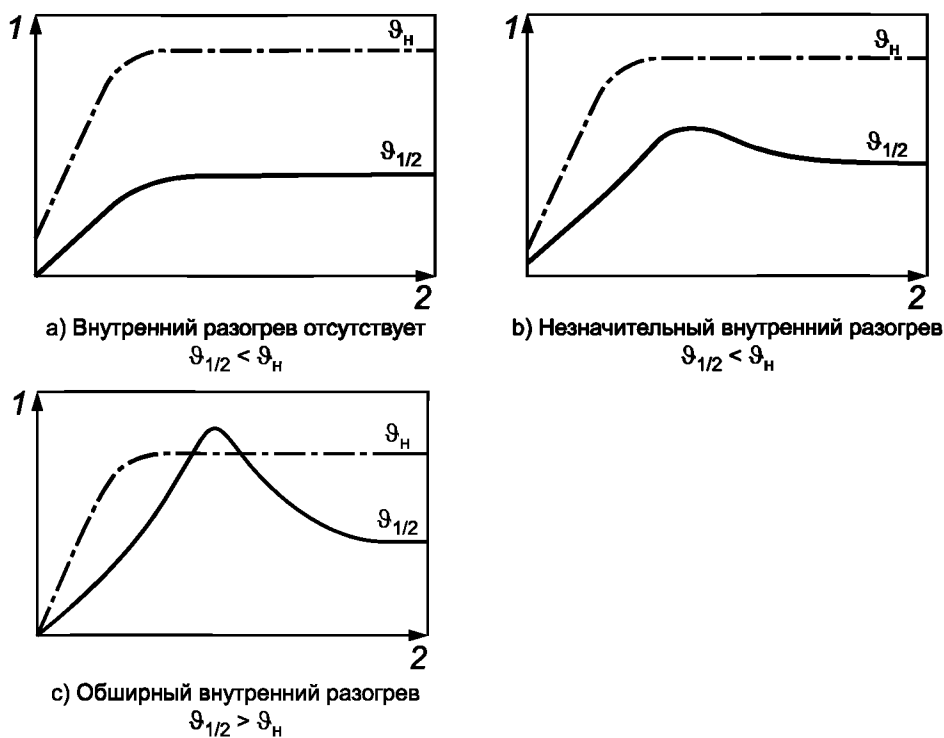 1
ϑн
ϑ1/2
2
a) Внутренний разогрев отсутствует
ϑ1/2 < ϑн
1
ϑн
ϑ1/2
2
b) Незначительный внутренний разогрев
ϑ1/2 < ϑн
1
ϑн
ϑ1/2
2
c) Обширный внутренний разогрев
ϑ1/2 > ϑн